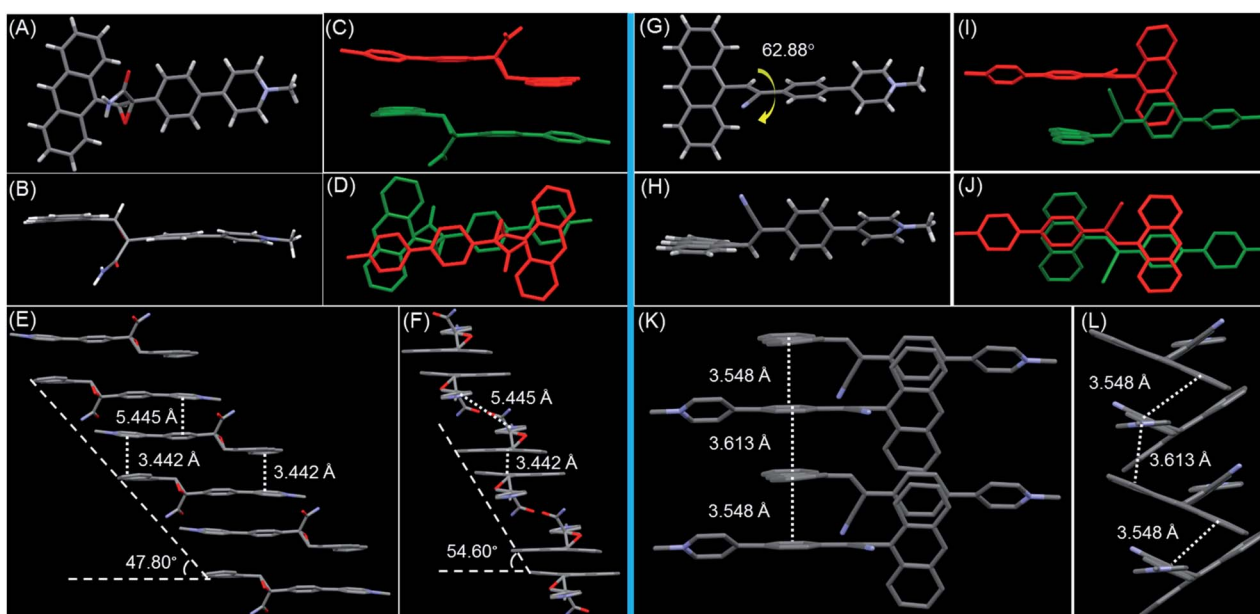 (A)
(B)
(C)
(D)
(E)
5.445 Å
3.442 Å
3.442 Å
47.80°
(F)
5.445 Å
3.442 Å
54.60°
(G)
62.88°
(H)
(I)
(J)
(K)
3.548 Å
3.613 Å
3.548 Å
(L)
3.548 Å
3.613 Å
3.548 Å